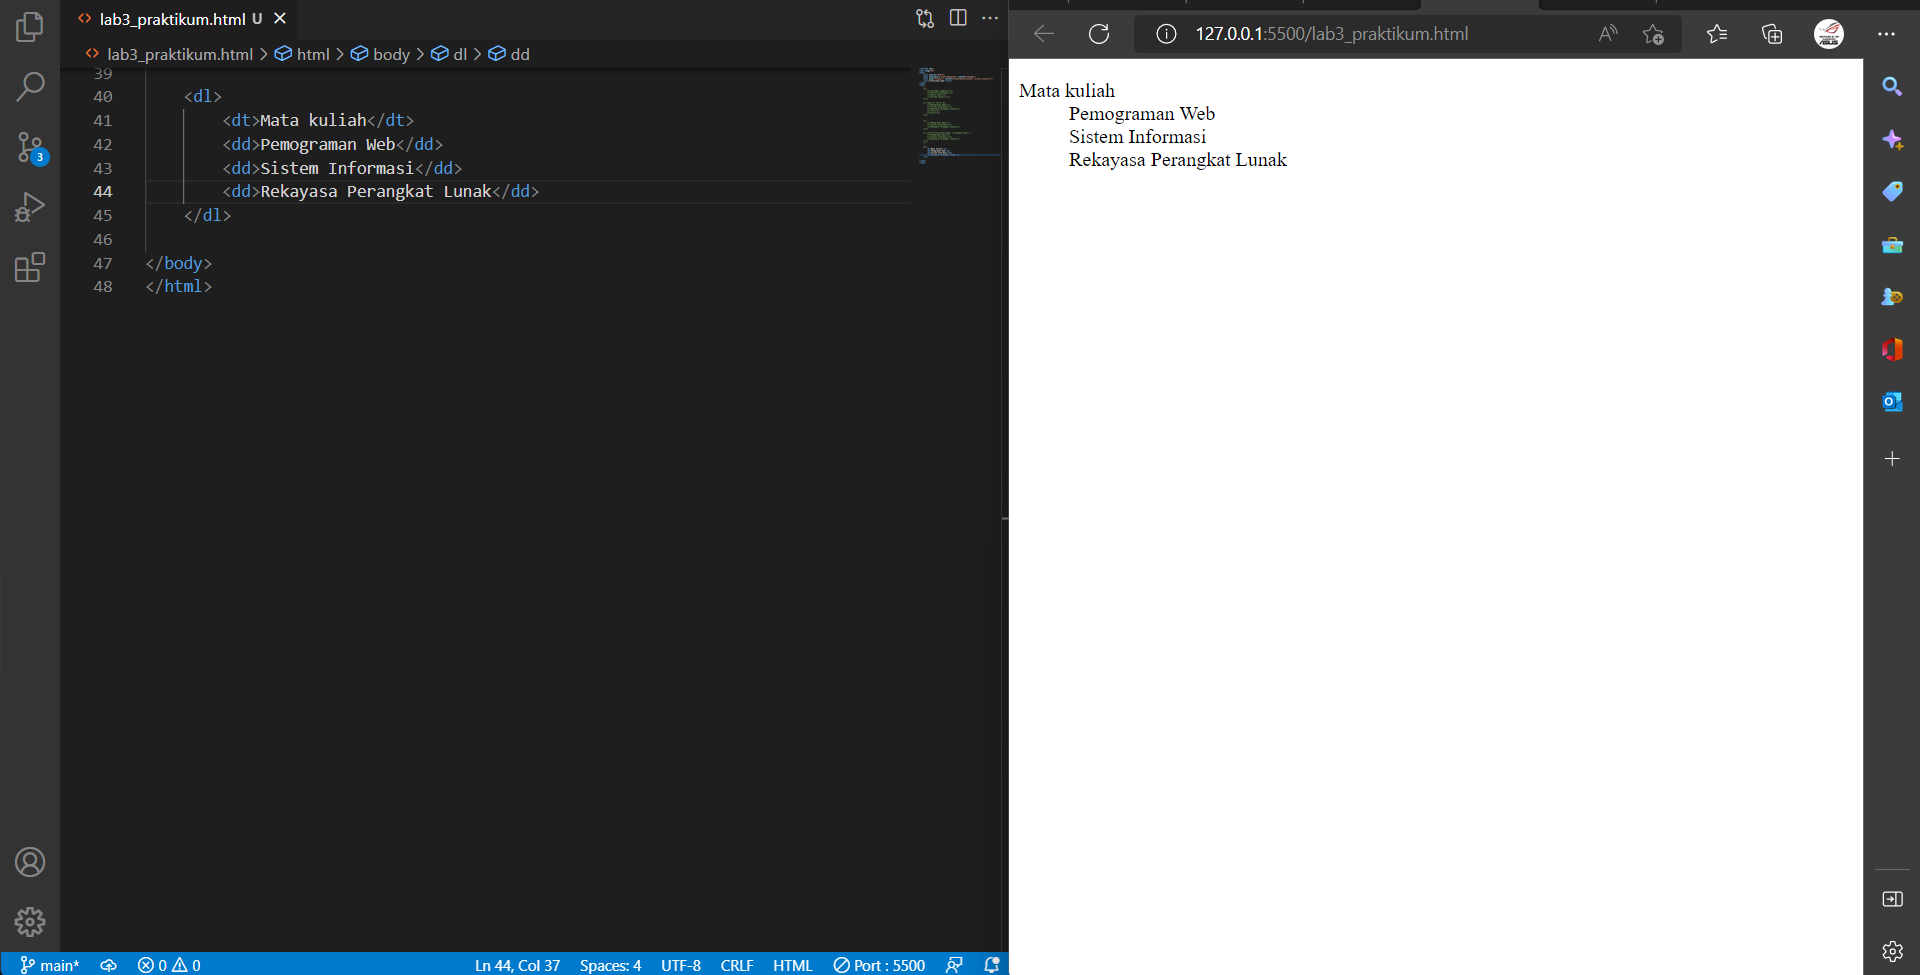 lab3_praktikum.html U
lab3_praktikum.html > html > body > dl > dd
39
40 <dl>
41 <dt>Mata kuliah</dt>
42 <dd>Pemograman Web</dd>
43 <dd>Sistem Informasi</dd>
44 <dd>Rekayasa Perangkat Lunak</dd>
45 </dl>
46
47 </body>
48 </html>
3
main* 0 0 Ln 44, Col 37 Spaces: 4 UTF-8 CRLF HTML Port : 5500
127.0.0.1:5500/lab3_praktikum.html
Mata kuliah
Pemograman Web
Sistem Informasi
Rekayasa Perangkat Lunak